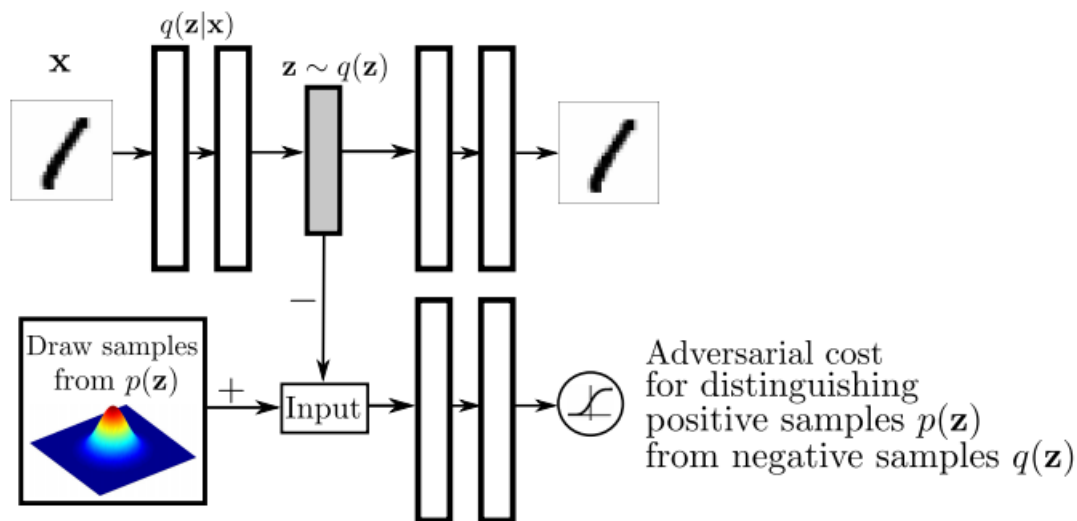 q(z|x)
x
z ∼ q(z)
−
Draw samples
from p(z)
+
Input
Adversarial cost
for distinguishing
positive samples p(z)
from negative samples q(z)